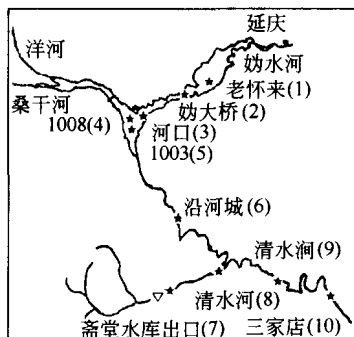 延庆
洋河
妫水河
老怀来(1)
桑干河
妫大桥(2)
1008(4)
河口(3)
1003(5)
沿河城(6)
清水涧(9)
清水河(8)
斋堂水库出口(7)
三家店(10)